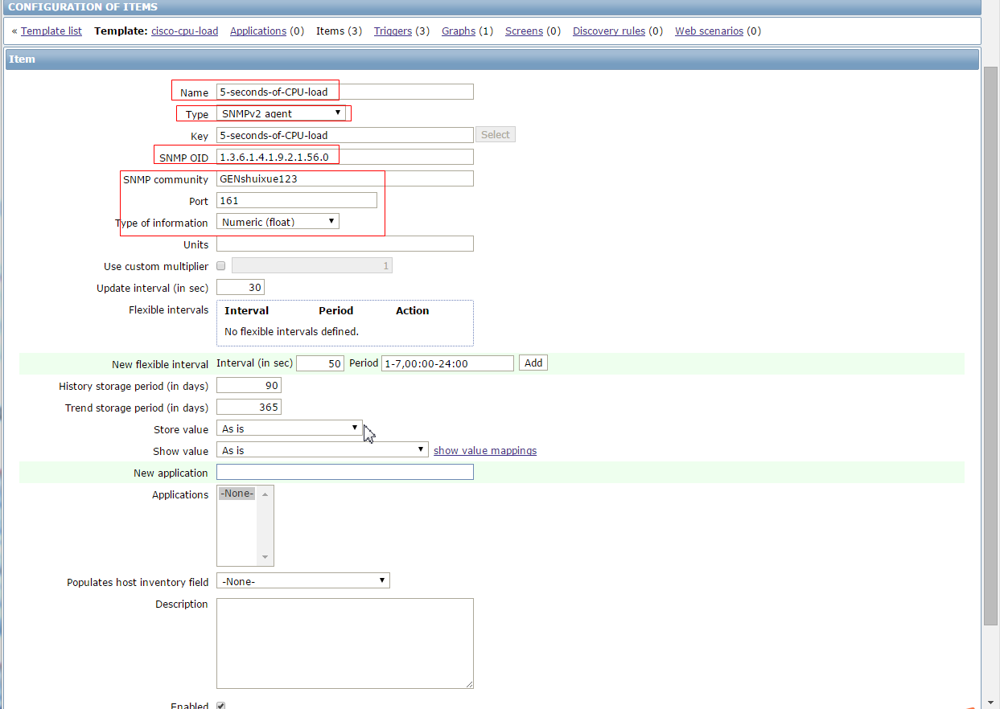 CONFIGURATION OF ITEMS
« Template list Template: cisco-cpu-load Applications (0) Items (3) Triggers (3) Graphs (1) Screens (0) Discovery rules (0) Web scenarios (0)
Item
Name 5-seconds-of-CPU-load
Type SNMPv2 agent
Key 5-seconds-of-CPU-load Select
SNMP OID 1.3.6.1.4.1.9.2.1.56.0
SNMP community GENshuixue123
Port 161
Type of information Numeric (float)
Units
Use custom multiplier 1
Update interval (in sec) 30
Flexible intervals Interval Period Action
No flexible intervals defined.
New flexible interval Interval (in sec) 50 Period 1-7,00:00-24:00 Add
History storage period (in days) 90
Trend storage period (in days) 365
Store value As is
Show value As is show value mappings
New application
Applications -None-
Populates host inventory field -None-
Description
Enabled